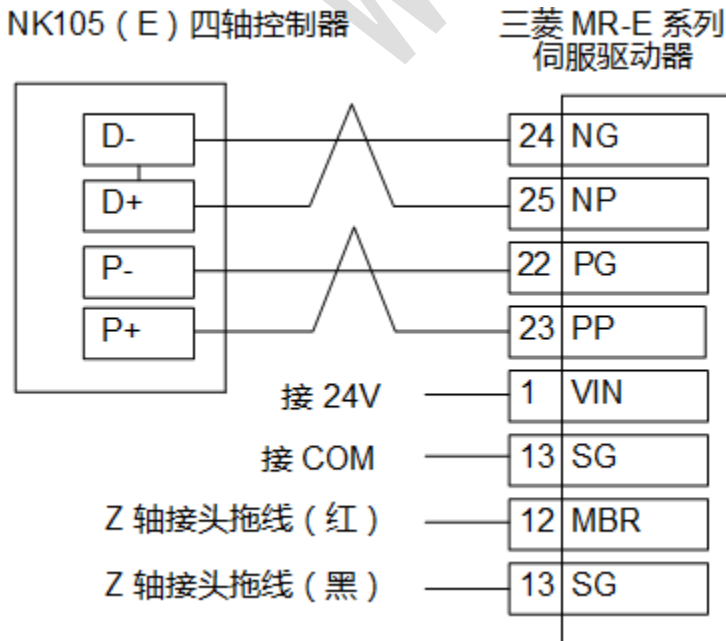 NK105（E）四轴控制器
三菱 MR-E 系列
伺服驱动器
D- 24 NG
D+ 25 NP
P- 22 PG
P+ 23 PP
接 24V 1 VIN
接 COM 13 SG
Z 轴接头拖线（红） 12 MBR
Z 轴接头拖线（黑） 13 SG